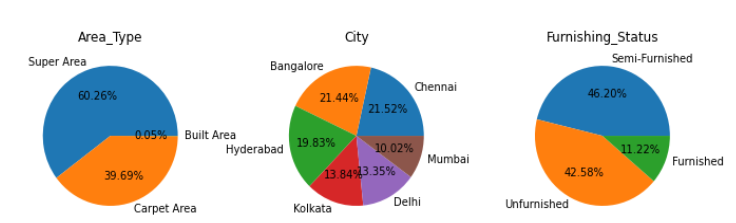 Area_Type
Super Area
60.26%
0.05%
Built Area
39.69%
Carpet Area
City
Bangalore
Chennai
21.44%
21.52%
19.83%
Hyderabad
10.02%
Mumbai
13.84%
13.35%
Kolkata
Delhi
Furnishing_Status
Semi-Furnished
46.20%
11.22%
Furnished
42.58%
Unfurnished